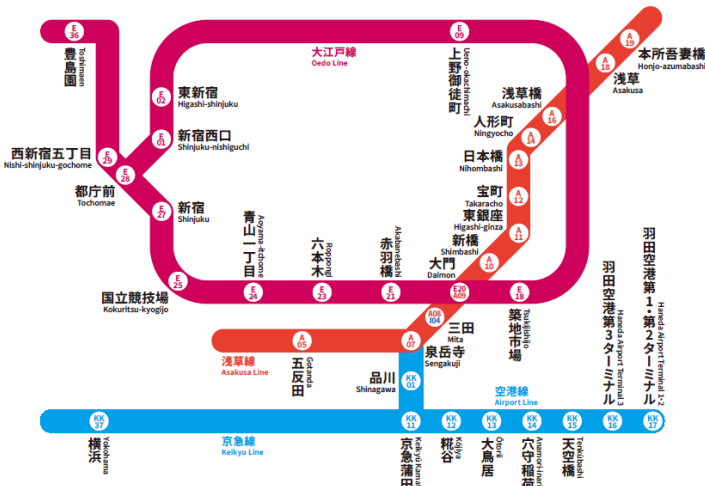 E
36
豊島園
Toshimaen
大江戸線
Oedo Line
E
09
上野御徒町
Ueno-okachimachi
A
19
本所吾妻橋
Honjo-azumabashi
A
18
浅草
Asakusa
浅草橋
Asakusabashi
A
16
人形町
Ningyocho
A
14
日本橋
Nihombashi
A
13
宝町
Takaracho
A
12
東銀座
Higashi-ginza
A
11
新橋
Shimbashi
A
10
大門
Daimon
E20
A09
E
02
東新宿
Higashi-shinjuku
E
01
新宿西口
Shinjuku-nishiguchi
西新宿五丁目
Nishi-shinjuku-gochome
E
29
E
28
都庁前
Tochomae
E
27
新宿
Shinjuku
E
25
国立競技場
Kokuritsu-kyogijo
青山一丁目
Aoyama-itchome
E
24
六本木
Roppongi
E
23
赤羽橋
Akabanebashi
E
21
E
18
築地市場
Tsukijishijo
A08
I04
三田
Mita
A
07
泉岳寺
Sengakuji
浅草線
Asakusa Line
A
05
五反田
Gotanda
品川
Shinagawa
KK
01
空港線
Airport Line
京急線
Keikyu Line
KK
37
横浜
Yokohama
KK
11
京急蒲田
Keikyū Kamat
KK
12
糀谷
Kōjiya
KK
13
大鳥居
Ōtorii
KK
14
穴守稲荷
Anamori-inari
KK
15
天空橋
Tenkūbashi
KK
16
羽田空港第3ターミナル
Haneda Airport Terminal 3
KK
17
羽田空港第1・第2ターミナル
Haneda Airport Terminal 1・2